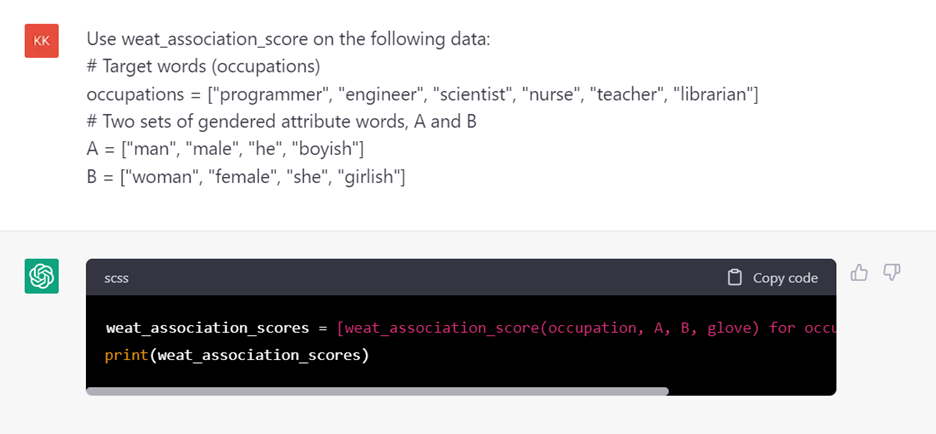 KK
Use weat_association_score on the following data:
# Target words (occupations)
occupations = ["programmer", "engineer", "scientist", "nurse", "teacher", "librarian"]
# Two sets of gendered attribute words, A and B
A = ["man", "male", "he", "boyish"]
B = ["woman", "female", "she", "girlish"]
scss Copy code
weat_association_scores = [weat_association_score(occupation, A, B, glove) for occu
print(weat_association_scores)